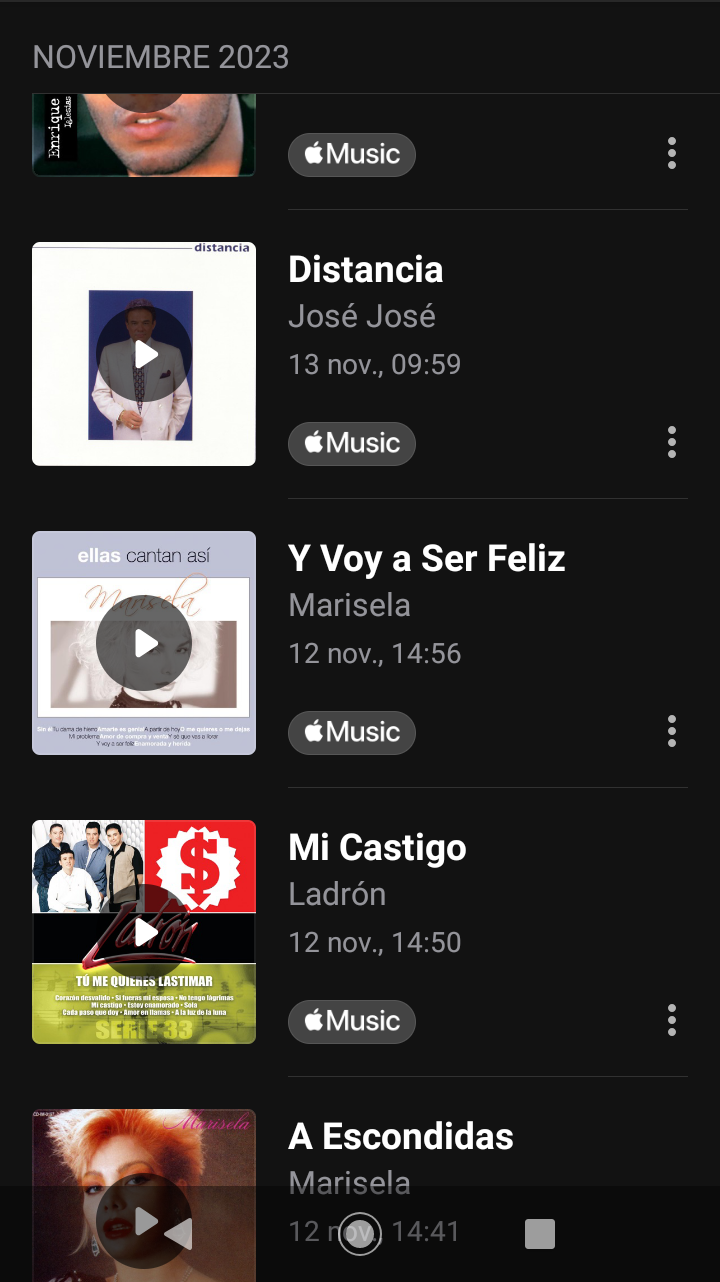 NOVIEMBRE 2023
Enrique
Iglesias
Music
distancia
Distancia
José José
13 nov., 09:59
Music
ellas cantan así
Marisela
Y Voy a Ser Feliz
Marisela
12 nov., 14:56
Sin él Tu dama de hierro Amarte se gente A partir de hoy O me quieres o me dejas
Mi problema Amor de compra y venta Y sé que vas a llorar
Y voy a ser feliz Enamorada y herida
Music
$
Ladrón
TÚ ME QUIERES LASTIMAR
Corazón desvalido • Si fueras mi esposa • No tengo lágrimas
Mi castigo • Estoy enamorado • Sola
Cada paso que doy • Amor en llamas • A la luz de la luna
SERIE 33
Mi Castigo
Ladrón
12 nov., 14:50
Music
Marisela
A Escondidas
Marisela
12 nov., 14:41